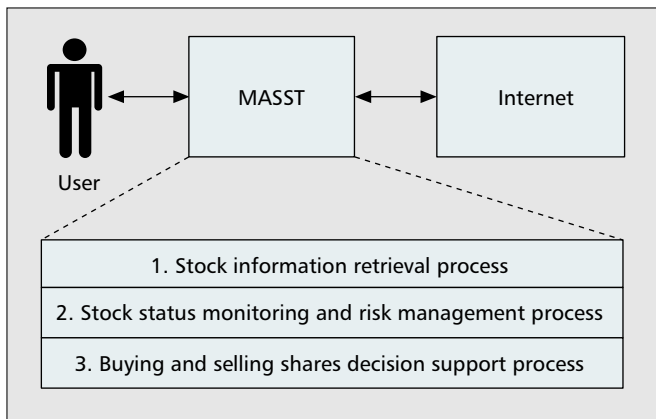 MASST
Internet
User
1. Stock information retrieval process
2. Stock status monitoring and risk management process
3. Buying and selling shares decision support process